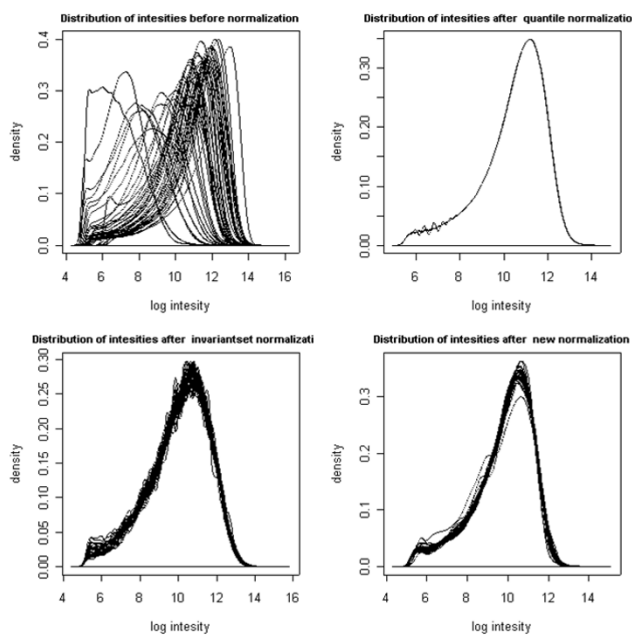 Distribution of intesities before normalization
density
0.0 0.1 0.2 0.3 0.4
4 6 8 10 12 14 16
log intesity
Distribution of intesities after quantile normalizatio
density
0.00 0.10 0.20 0.30
6 8 10 12 14
log intesity
Distribution of intesities after invariantset normalizati
density
0.00 0.05 0.10 0.15 0.20 0.25 0.30
4 6 8 10 12 14 16
log intesity
Distribution of intesities after new normalization
density
0.0 0.1 0.2 0.3
4 6 8 10 12 14
log intesity